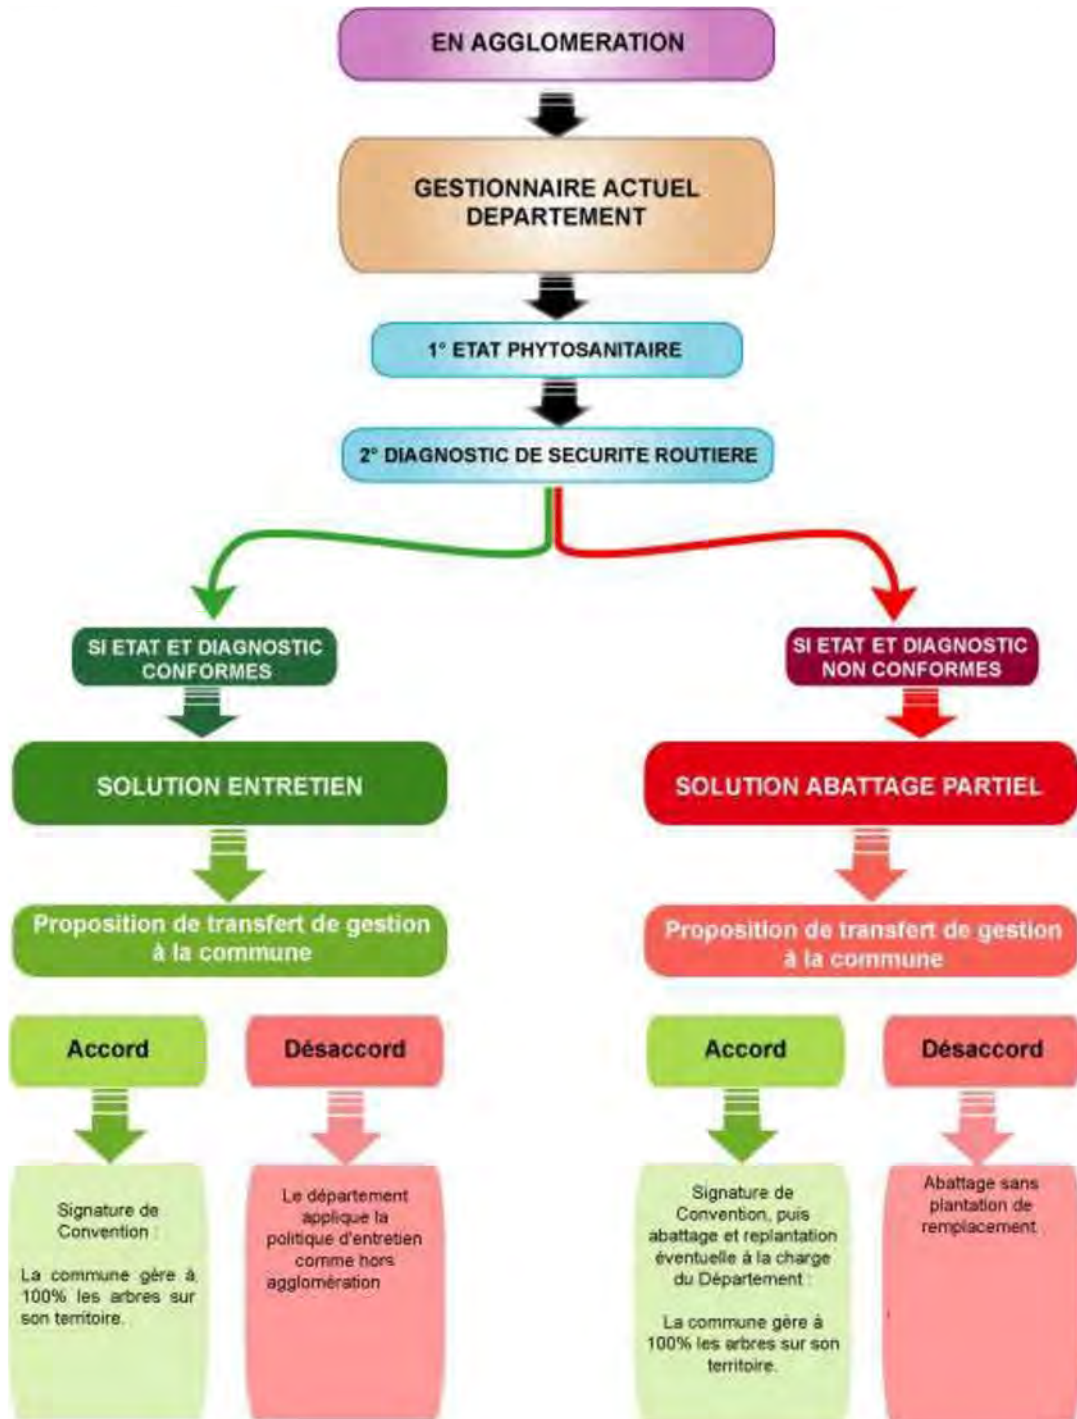 EN AGGLOMERATION
GESTIONNAIRE ACTUEL
DEPARTEMENT
1° ETAT PHYTOSANITAIRE
2° DIAGNOSTIC DE SECURITE ROUTIERE
SI ETAT ET DIAGNOSTIC
CONFORMES
SOLUTION ENTRETIEN
Proposition de transfert de gestion
à la commune
Accord
Signature de
Convention :
La commune gère à
100% les arbres sur
son territoire.
Désaccord
Le département
applique la
politique d'entretien
comme hors
agglomération
SI ETAT ET DIAGNOSTIC
NON CONFORMES
SOLUTION ABATTAGE PARTIEL
Proposition de transfert de gestion
à la commune
Accord
Signature de
Convention, puis
abattage et replantation
éventuelle à la charge
du Département :
La commune gère à
100% les arbres sur son
territoire.
Désaccord
Abattage sans
plantation de
remplacement